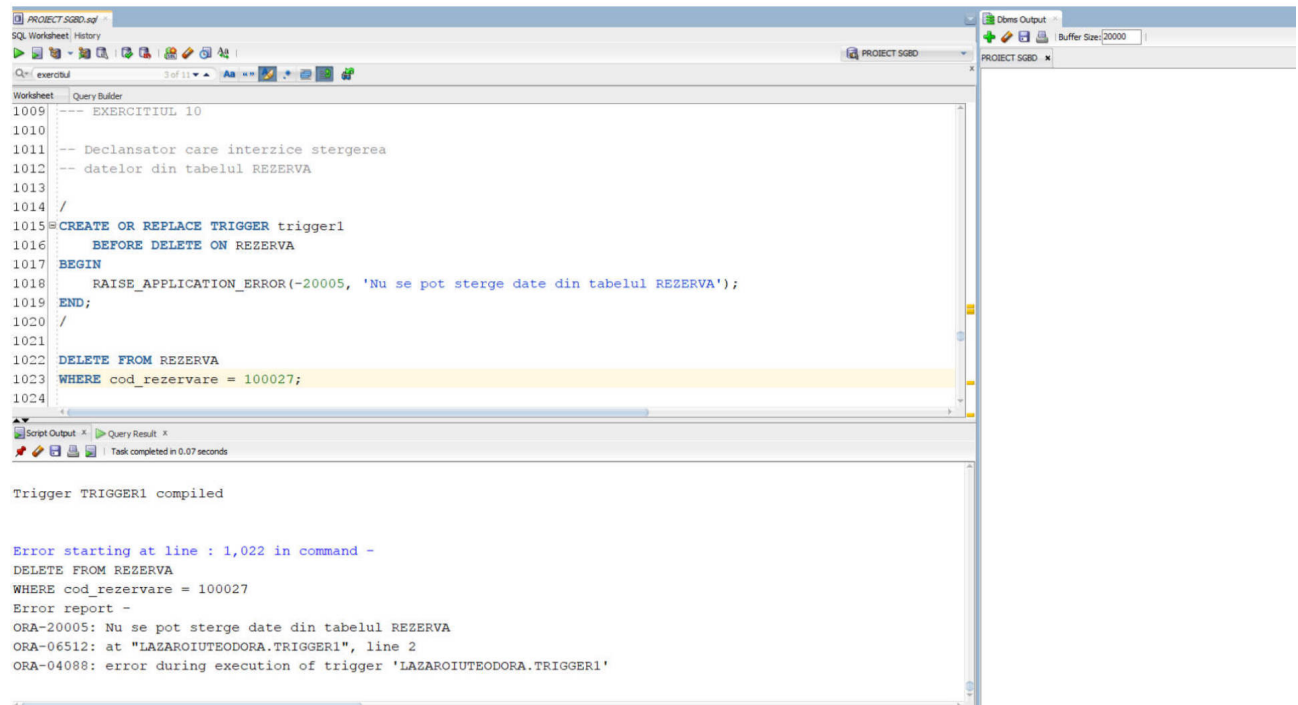 PROIECT SGBD.sql
SQL Worksheet History
PROIECT SGBD
exercitiul 3 of 11 Aa
Worksheet Query Builder
1009 --- EXERCITIUL 10
1010
1011 -- Declansator care interzice stergerea
1012 -- datelor din tabelul REZERVA
1013
1014 /
1015 CREATE OR REPLACE TRIGGER trigger1
1016 BEFORE DELETE ON REZERVA
1017 BEGIN
1018 RAISE_APPLICATION_ERROR(-20005, 'Nu se pot sterge date din tabelul REZERVA');
1019 END;
1020 /
1021
1022 DELETE FROM REZERVA
1023 WHERE cod_rezervare = 100027;
1024
Script Output x Query Result x
Task completed in 0.07 seconds
Trigger TRIGGER1 compiled
Error starting at line : 1,022 in command -
DELETE FROM REZERVA
WHERE cod_rezervare = 100027
Error report -
ORA-20005: Nu se pot sterge date din tabelul REZERVA
ORA-06512: at "LAZAROIUTEODORA.TRIGGER1", line 2
ORA-04088: error during execution of trigger 'LAZAROIUTEODORA.TRIGGER1'
Dbms Output
Buffer Size: 20000
PROIECT SGBD x